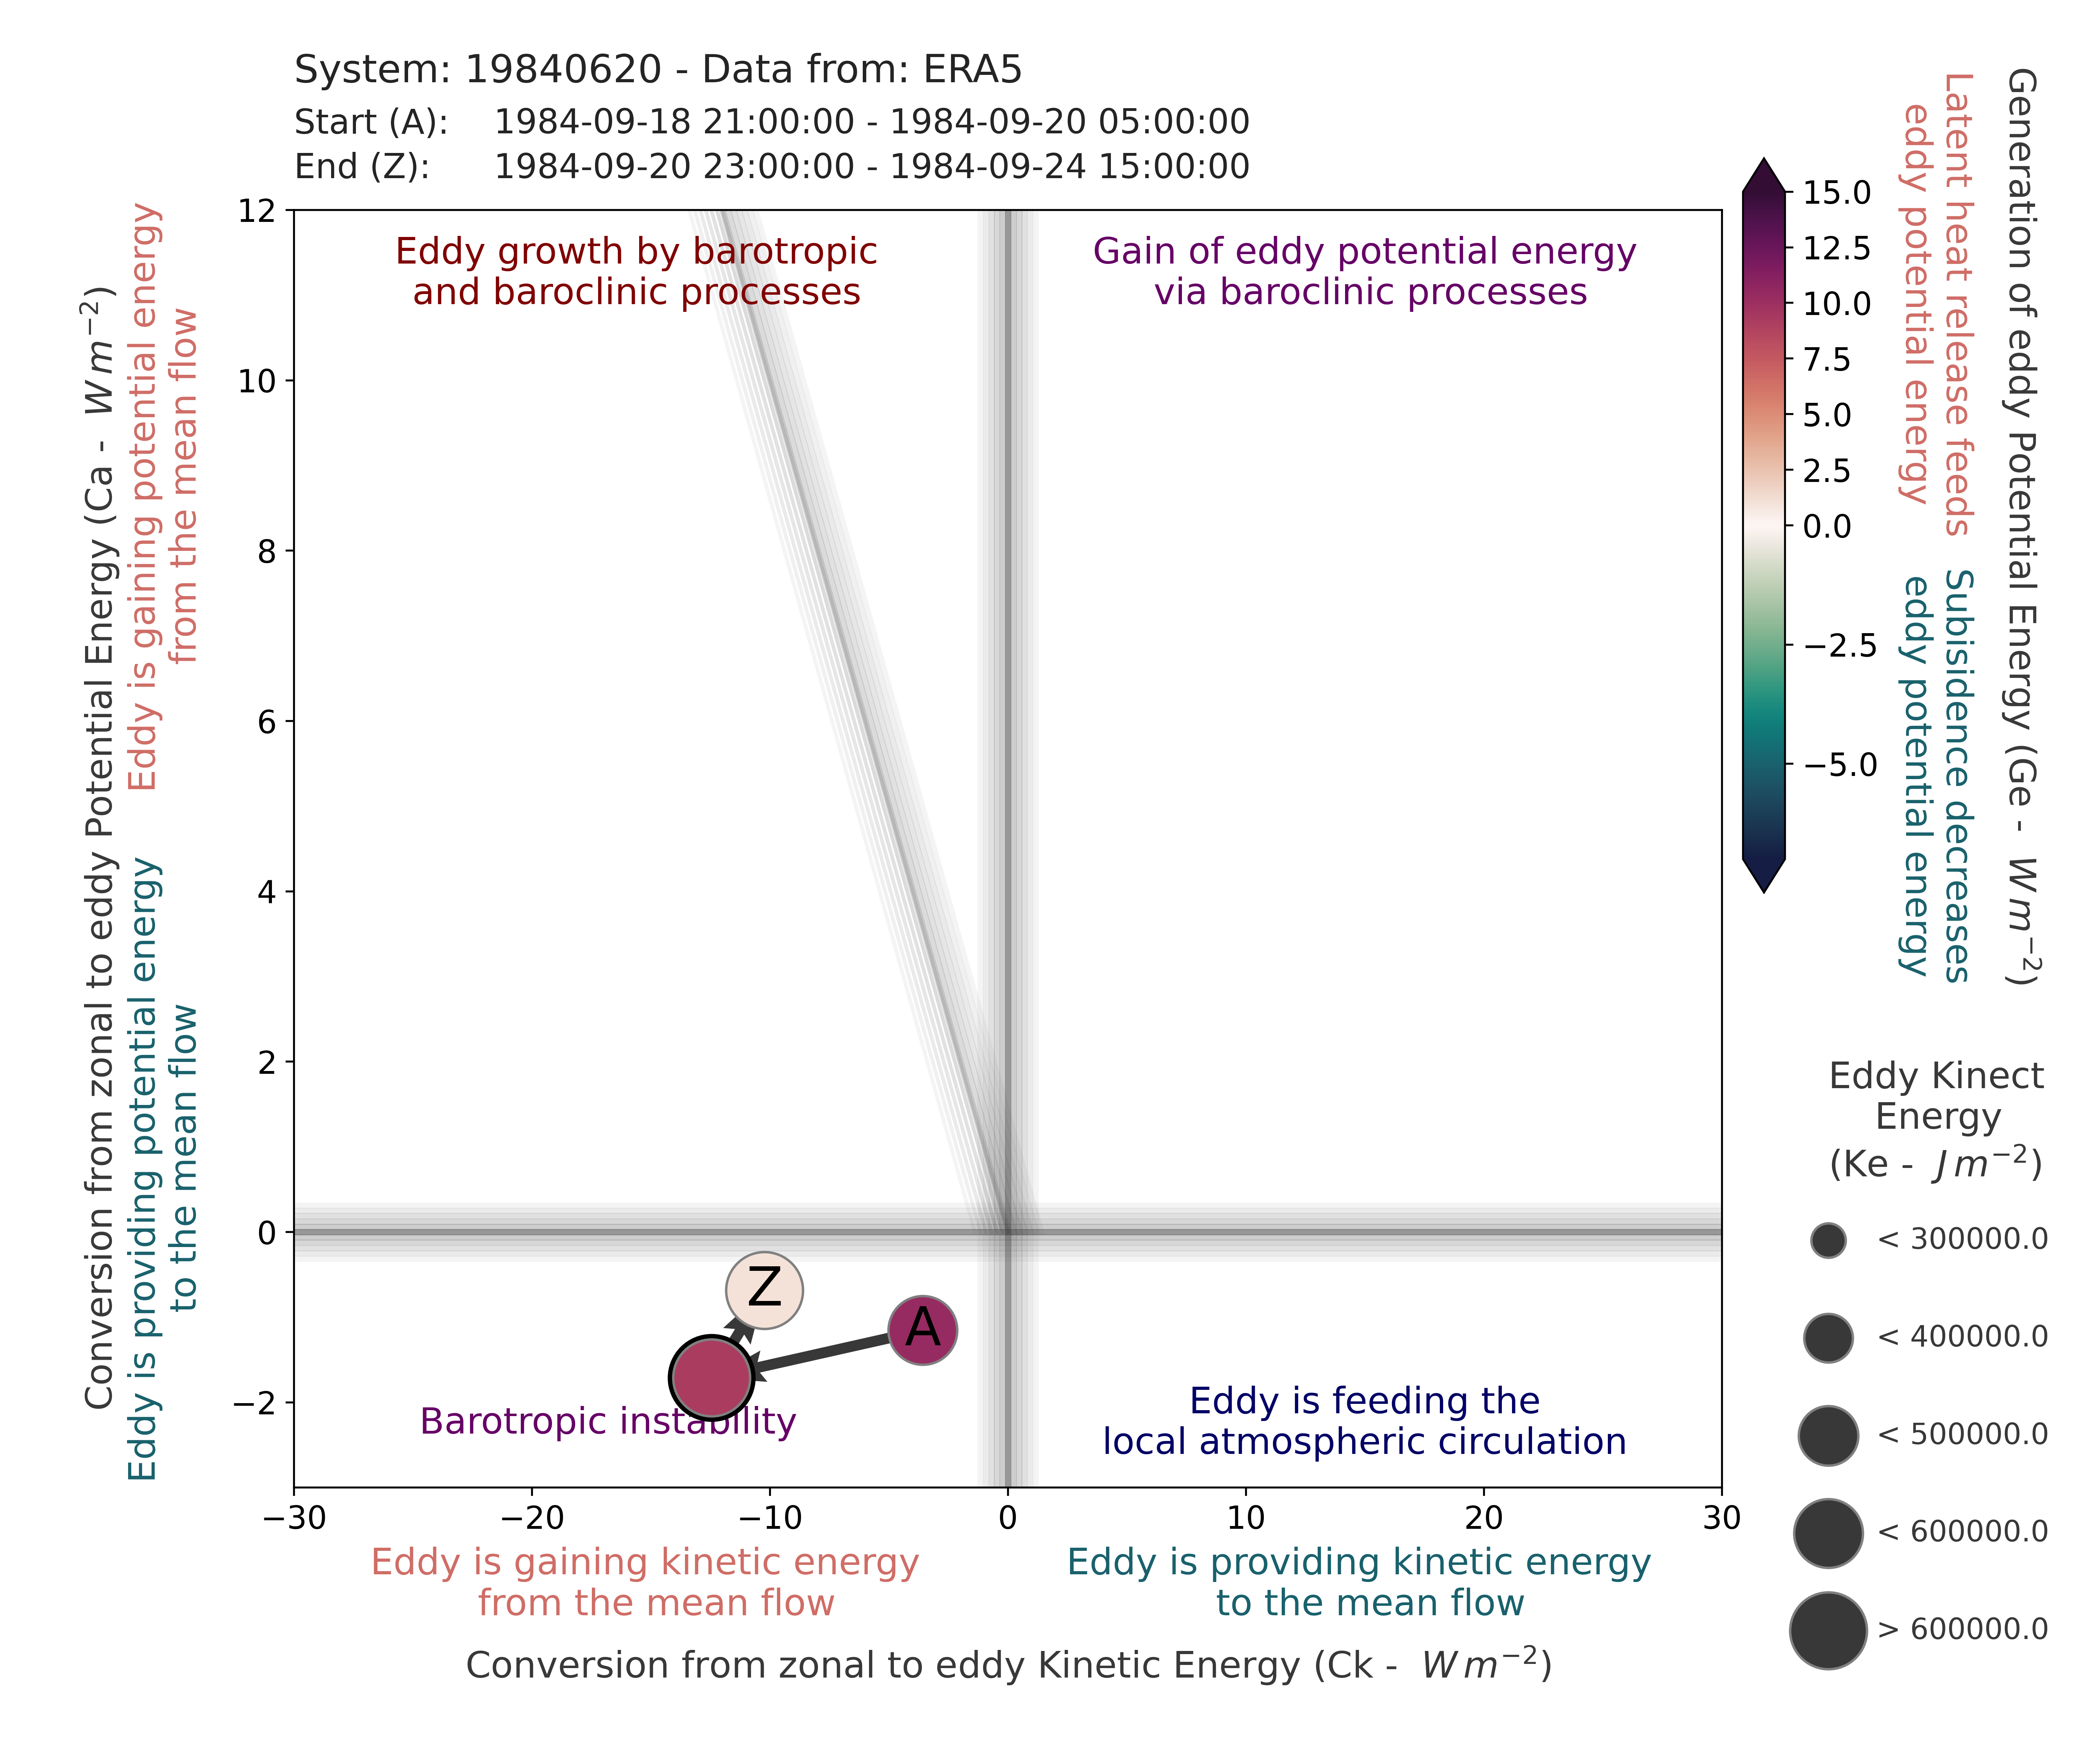 System: 19840620 - Data from: ERA5
Start (A): 1984-09-18 21:00:00 - 1984-09-20 05:00:00
End (Z): 1984-09-20 23:00:00 - 1984-09-24 15:00:00
Conversion from zonal to eddy Potential Energy (Ca - W m⁻²)
Eddy is gaining potential energy
from the mean flow
Eddy is providing potential energy
to the mean flow
12
10
8
6
4
2
0
−2
Eddy growth by barotropic
and baroclinic processes
Gain of eddy potential energy
via baroclinic processes
Z
A
Barotropic instability
Eddy is feeding the
local atmospheric circulation
−30
−20
−10
0
10
20
30
Eddy is gaining kinetic energy
from the mean flow
Eddy is providing kinetic energy
to the mean flow
Conversion from zonal to eddy Kinetic Energy (Ck - W m⁻²)
15.0
12.5
10.0
7.5
5.0
2.5
0.0
−2.5
−5.0
Latent heat release feeds
eddy potential energy
Subisidence decreases
eddy potential energy
Generation of eddy Potential Energy (Ge - W m⁻²)
Eddy Kinect
Energy
(Ke - J m⁻²)
< 300000.0
< 400000.0
< 500000.0
< 600000.0
> 600000.0